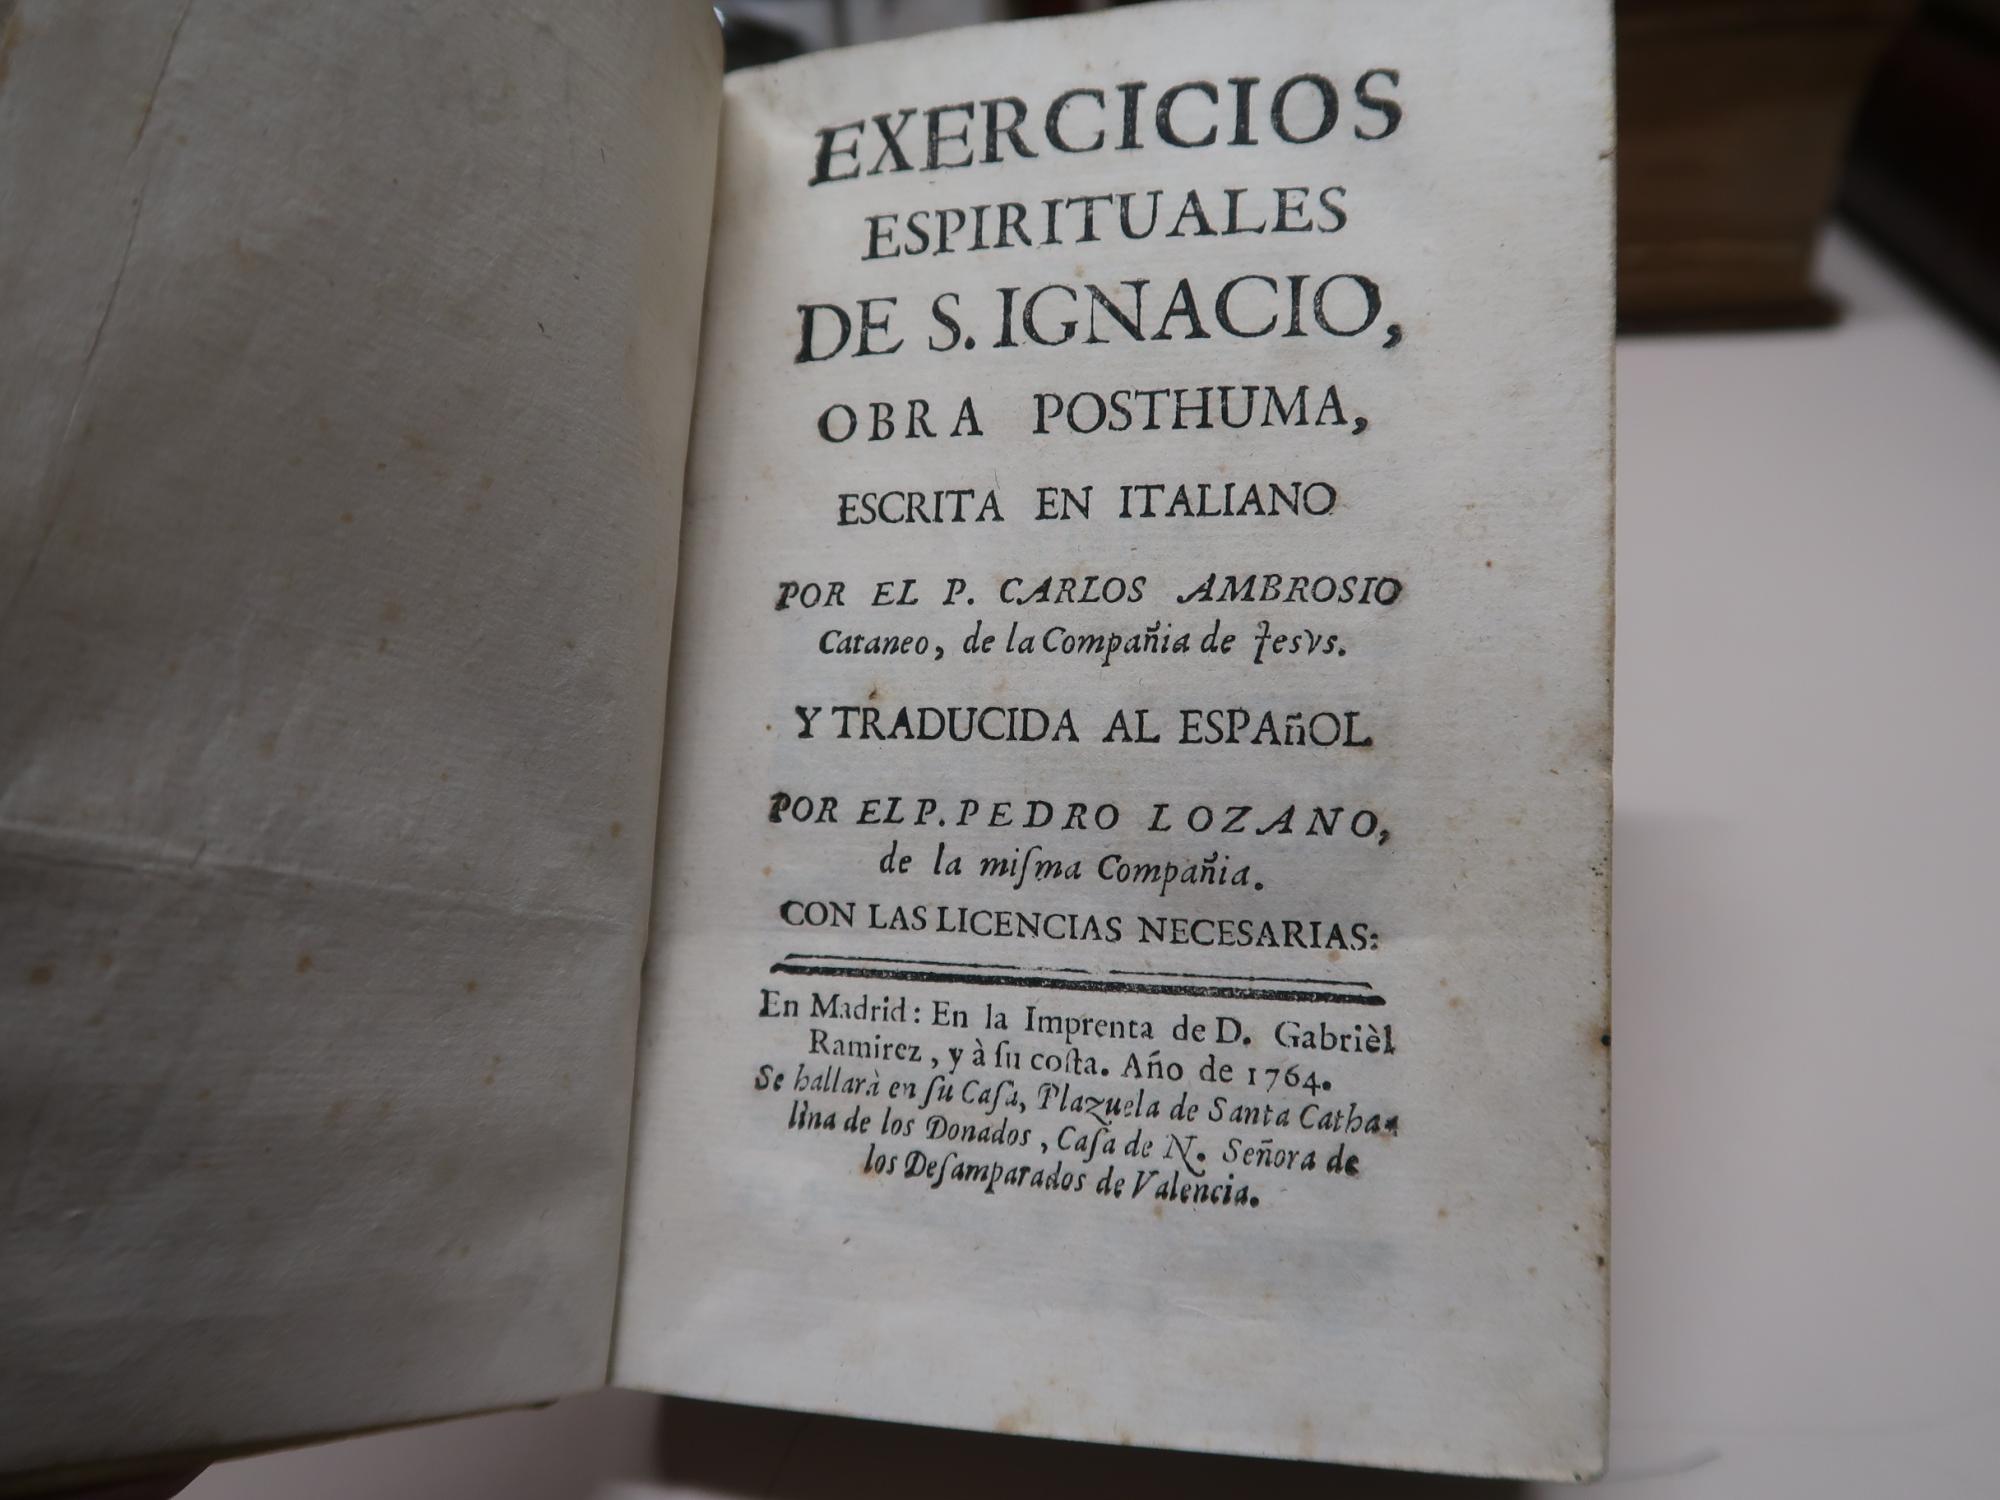 EXERCICIOS
ESPIRITUALES
DE S. IGNACIO,
OBRA POSTHUMA,
ESCRITA EN ITALIANO
POR EL P. CARLOS AMBROSIO
Cataneo, de la Compañia de Jesvs.
Y TRADUCIDA AL ESPAñOL
POR EL P. PEDRO LOZANO,
de la miſma Compañia.
CON LAS LICENCIAS NECESARIAS:
En Madrid: En la Imprenta de D. Gabrièl
Ramirez, y à ſu coſta. Año de 1764.
Se hallarà en ſu Caſa, Plazuela de Santa Catha-
lina de los Donados, Caſa de N. Señora de
los Deſamparados de Valencia.